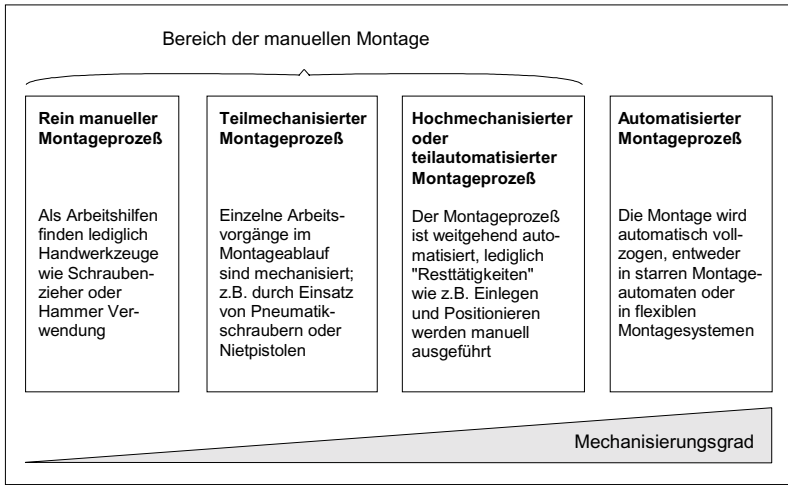 Bereich der manuellen Montage
Rein manueller
Montageprozeß
Als Arbeitshilfen
finden lediglich
Handwerkzeuge
wie Schrauben-
zieher oder
Hammer Ver-
wendung
Teilmechanisierter
Montageprozeß
Einzelne Arbeits-
vorgänge im
Montageablauf
sind mechanisiert;
z.B. durch Einsatz
von Pneumatik-
schraubern oder
Nietpistolen
Hochmechanisierter
oder
teilautomatisierter
Montageprozeß
Der Montageprozeß
ist weitgehend auto-
matisiert, lediglich
"Resttätigkeiten"
wie z.B. Einlegen
und Positionieren
werden manuell
ausgeführt
Automatisierter
Montageprozeß
Die Montage wird
automatisch voll-
zogen, entweder
in starren Montage-
automaten oder
in flexiblen
Montagesystemen
Mechanisierungsgrad